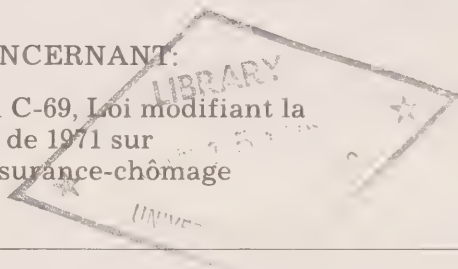 NCERNANT:
LIBRARY
C-69, Loi modifiant la
de 1971 sur
surance-chômage